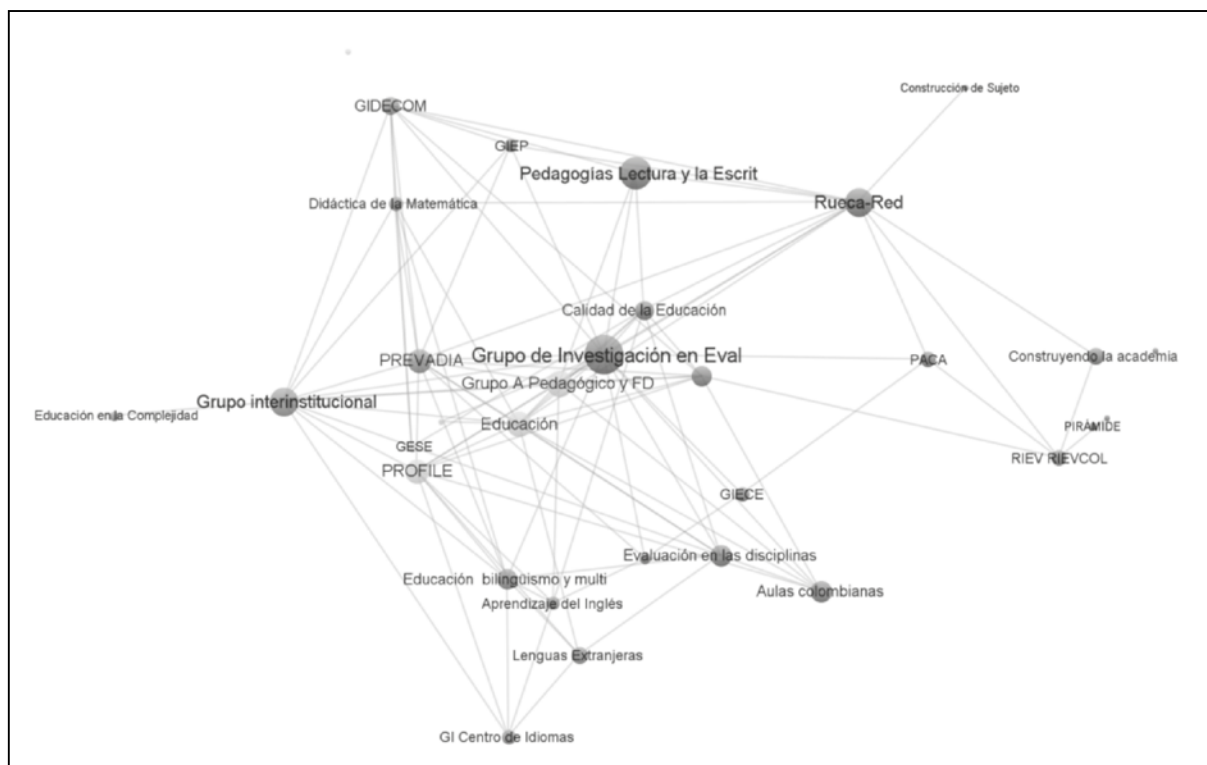 Construcción de Sujeto
GIDECOM
GIEP
Pedagogías Lectura y la Escrit
Didáctica de la Matemática
Rueca-Red
Calidad de la Educación
Grupo de Investigación en Eval
PREVADIA
PACA
Construyendo la academia
Grupo A Pedagógico y FD
Grupo interinstitucional
Educación en la Complejidad
Educación
PIRÁMIDE
GESE
RIEV RIEVCOL
PROFILE
GIECE
Evaluación en las disciplinas
Educación bilingüismo y multi
Aulas colombianas
Aprendizaje del Inglés
Lenguas Extranjeras
GI Centro de Idiomas